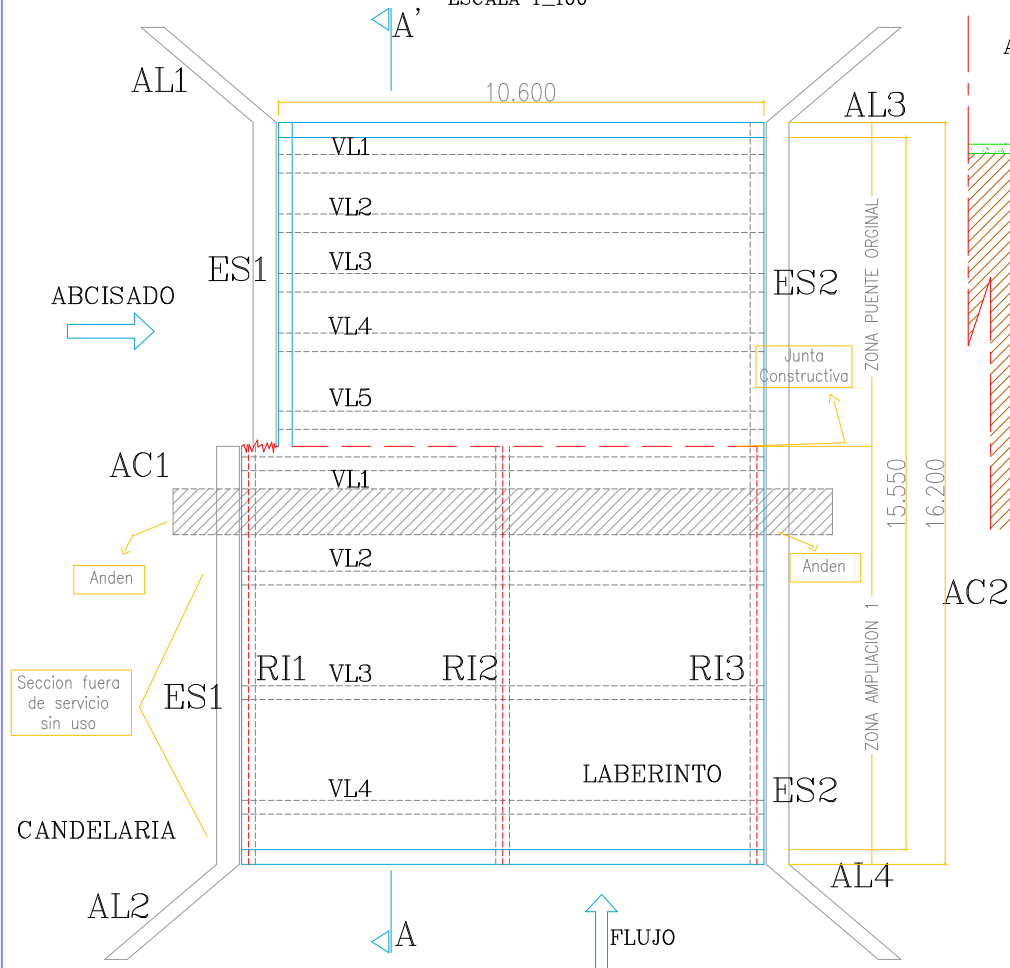 A'
AL1
10.600
AL3
VL1
VL2
ES1
VL3
ES2
ABCISADO
VL4
ZONA PUENTE ORGINAL
Junta
Constructiva
VL5
AC1
VL1
15.550
16.200
VL2
Anden
Anden
AC2
RI1
RI2
RI3
VL3
ES1
Seccion fuera
de servicio
sin uso
ZONA AMPLIACION 1
LABERINTO
VL4
ES2
CANDELARIA
AL4
AL2
A
FLUJO